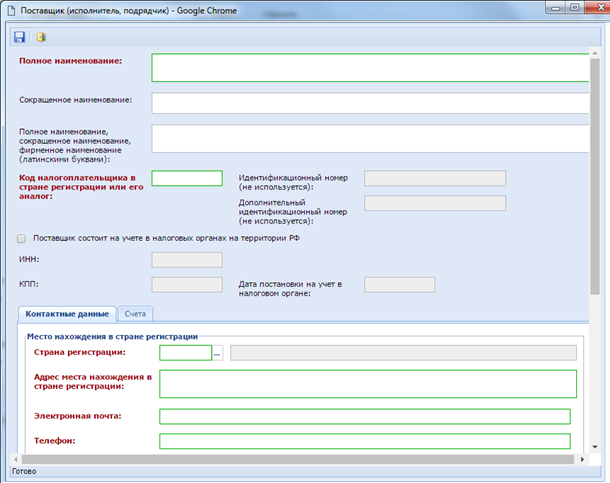 Поставщик (исполнитель, подрядчик) - Google Chrome
Полное наименование:
Сокращенное наименование:
Полное наименование,
сокращенное наименование,
фирменное наименование
(латинскими буквами):
Код налогоплательщика в
стране регистрации или его
аналог:
Идентификационный номер
(не используется):
Дополнительный
идентификационный номер
(не используется):
Поставщик состоит на учете в налоговых органах на территории РФ
ИНН:
КПП:
Дата постановки на учет в
налоговом органе:
Контактные данные
Счета
Место нахождения в стране регистрации
Страна регистрации:
...
Адрес места нахождения в
стране регистрации:
Электронная почта:
Телефон:
Готово